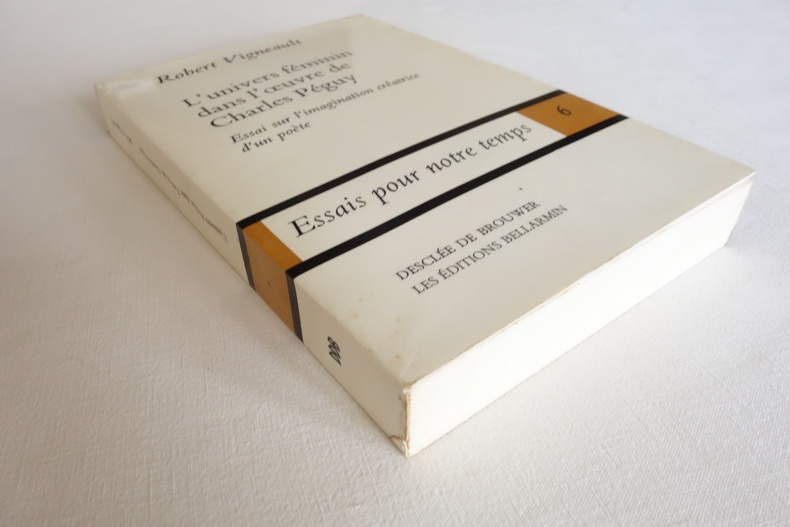 Robert Vigneault
L'univers féminin
dans l'œuvre de
Charles Péguy
Essai sur l'imagination créatrice
d'un poète
Essais pour notre temps
6
DESCLÉE DE BROUWER
LES ÉDITIONS BELLARMIN
DDB